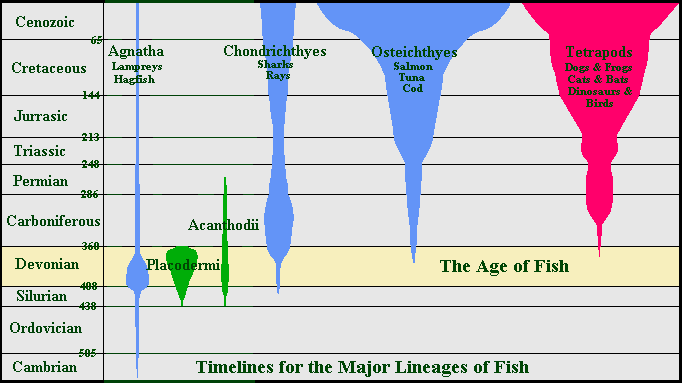 Cenozoic
65
Agnatha
Lampreys
Hagfish
Chondrichthyes
Sharks
Rays
Osteichthyes
Salmon
Tuna
Cod
Tetrapods
Dogs & Frogs
Cats & Bats
Dinosaurs &
Birds
Cretaceous
144
Jurrasic
213
Triassic
248
Permian
286
Carboniferous
Acanthodii
360
Devonian
Placodermi
The Age of Fish
408
Silurian
438
Ordovician
505
Cambrian
Timelines for the Major Lineages of Fish